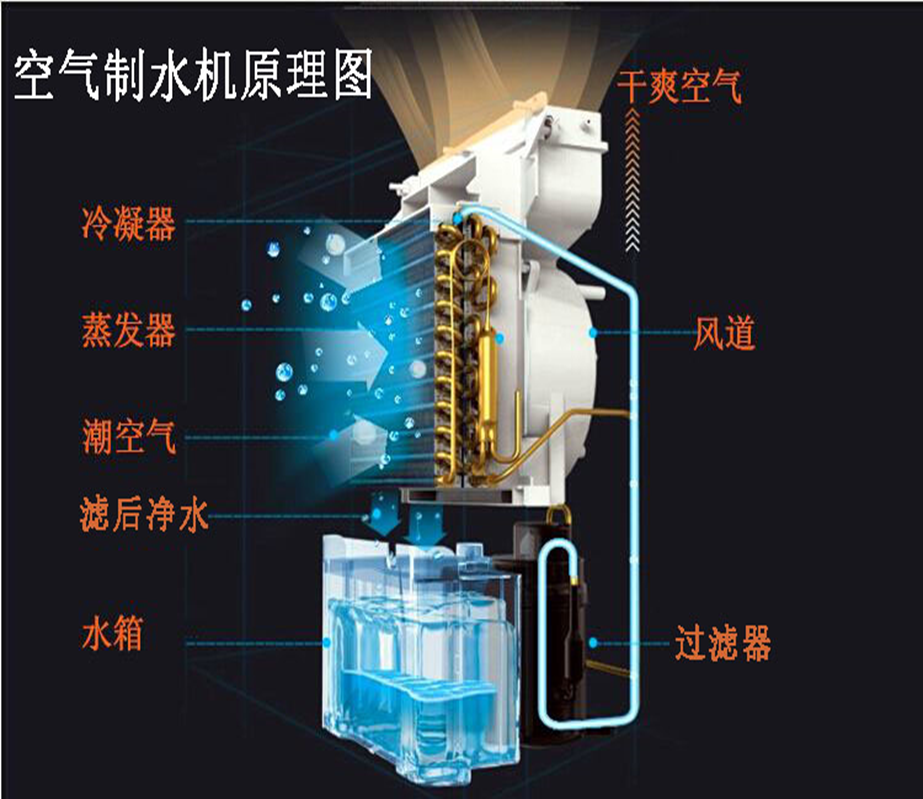 空气制水机原理图
干爽空气
冷凝器
蒸发器
风道
潮空气
滤后净水
水箱
过滤器